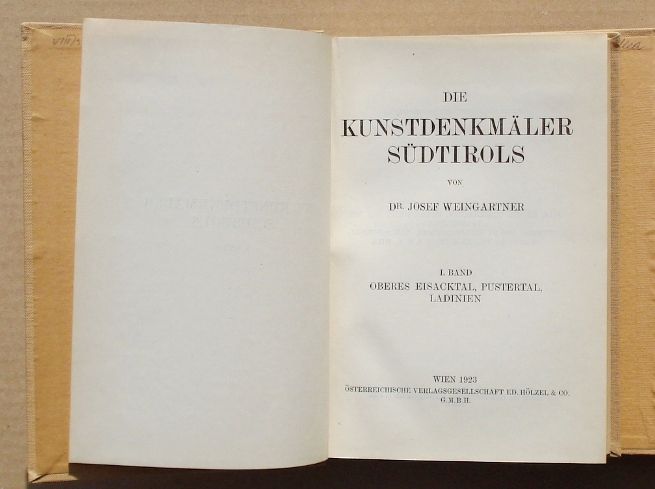 DIE
KUNSTDENKMÄLER
SÜDTIROLS
VON
DR. JOSEF WEINGARTNER
I. BAND
OBERES EISACKTAL, PUSTERTAL,
LADINIEN
WIEN 1923
ÖSTERREICHISCHE VERLAGSGESELLSCHAFT ED. HÖLZEL & CO.
G. M. B. H.